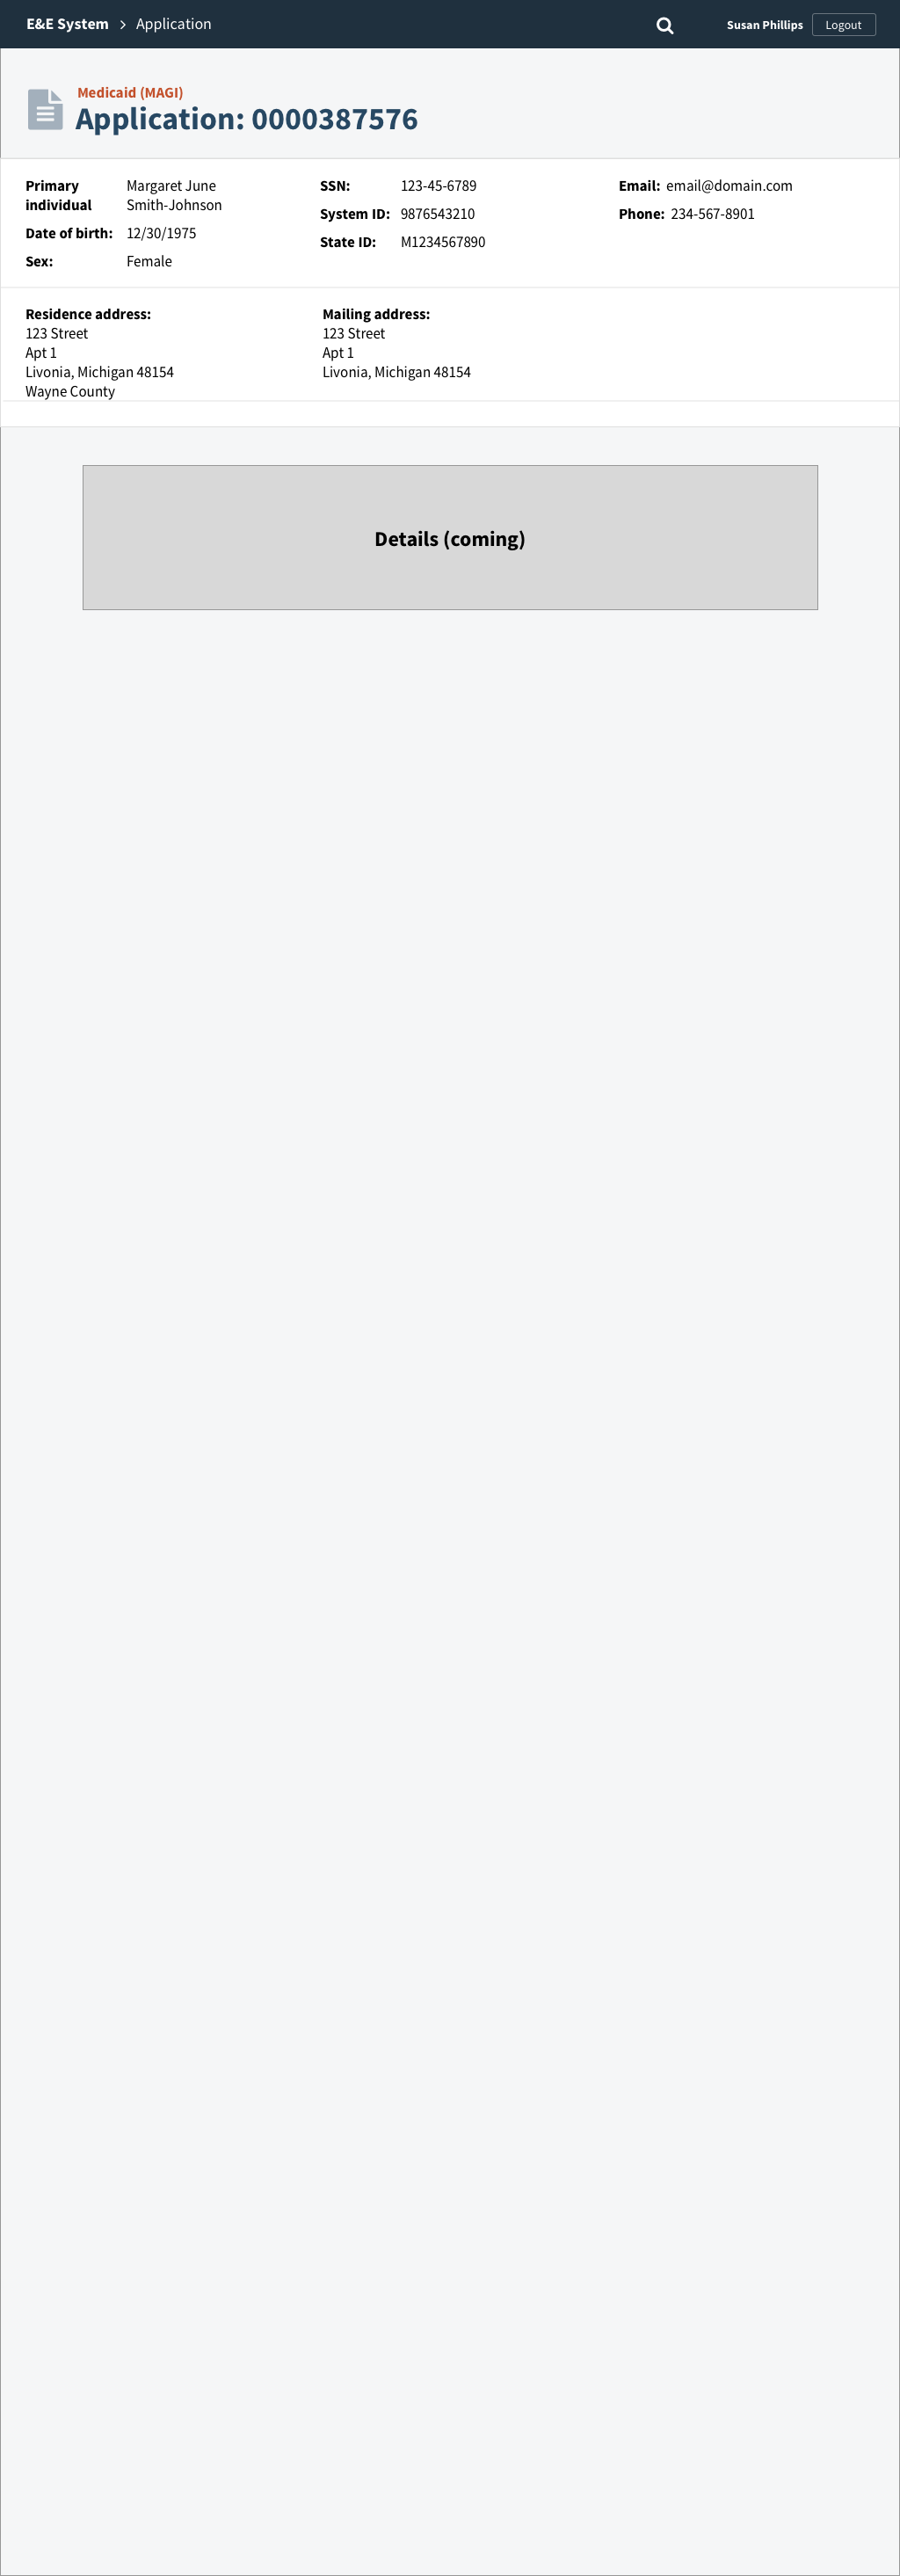 E&E System > Application
Susan Phillips
Logout
Medicaid (MAGI)
Application: 0000387576
Primary individual
Margaret June
Smith-Johnson
Date of birth: 12/30/1975
Sex: Female
SSN: 123-45-6789
System ID: 9876543210
State ID: M1234567890
Email: email@domain.com
Phone: 234-567-8901
Residence address:
123 Street
Apt 1
Livonia, Michigan 48154
Wayne County
Mailing address:
123 Street
Apt 1
Livonia, Michigan 48154
Details (coming)